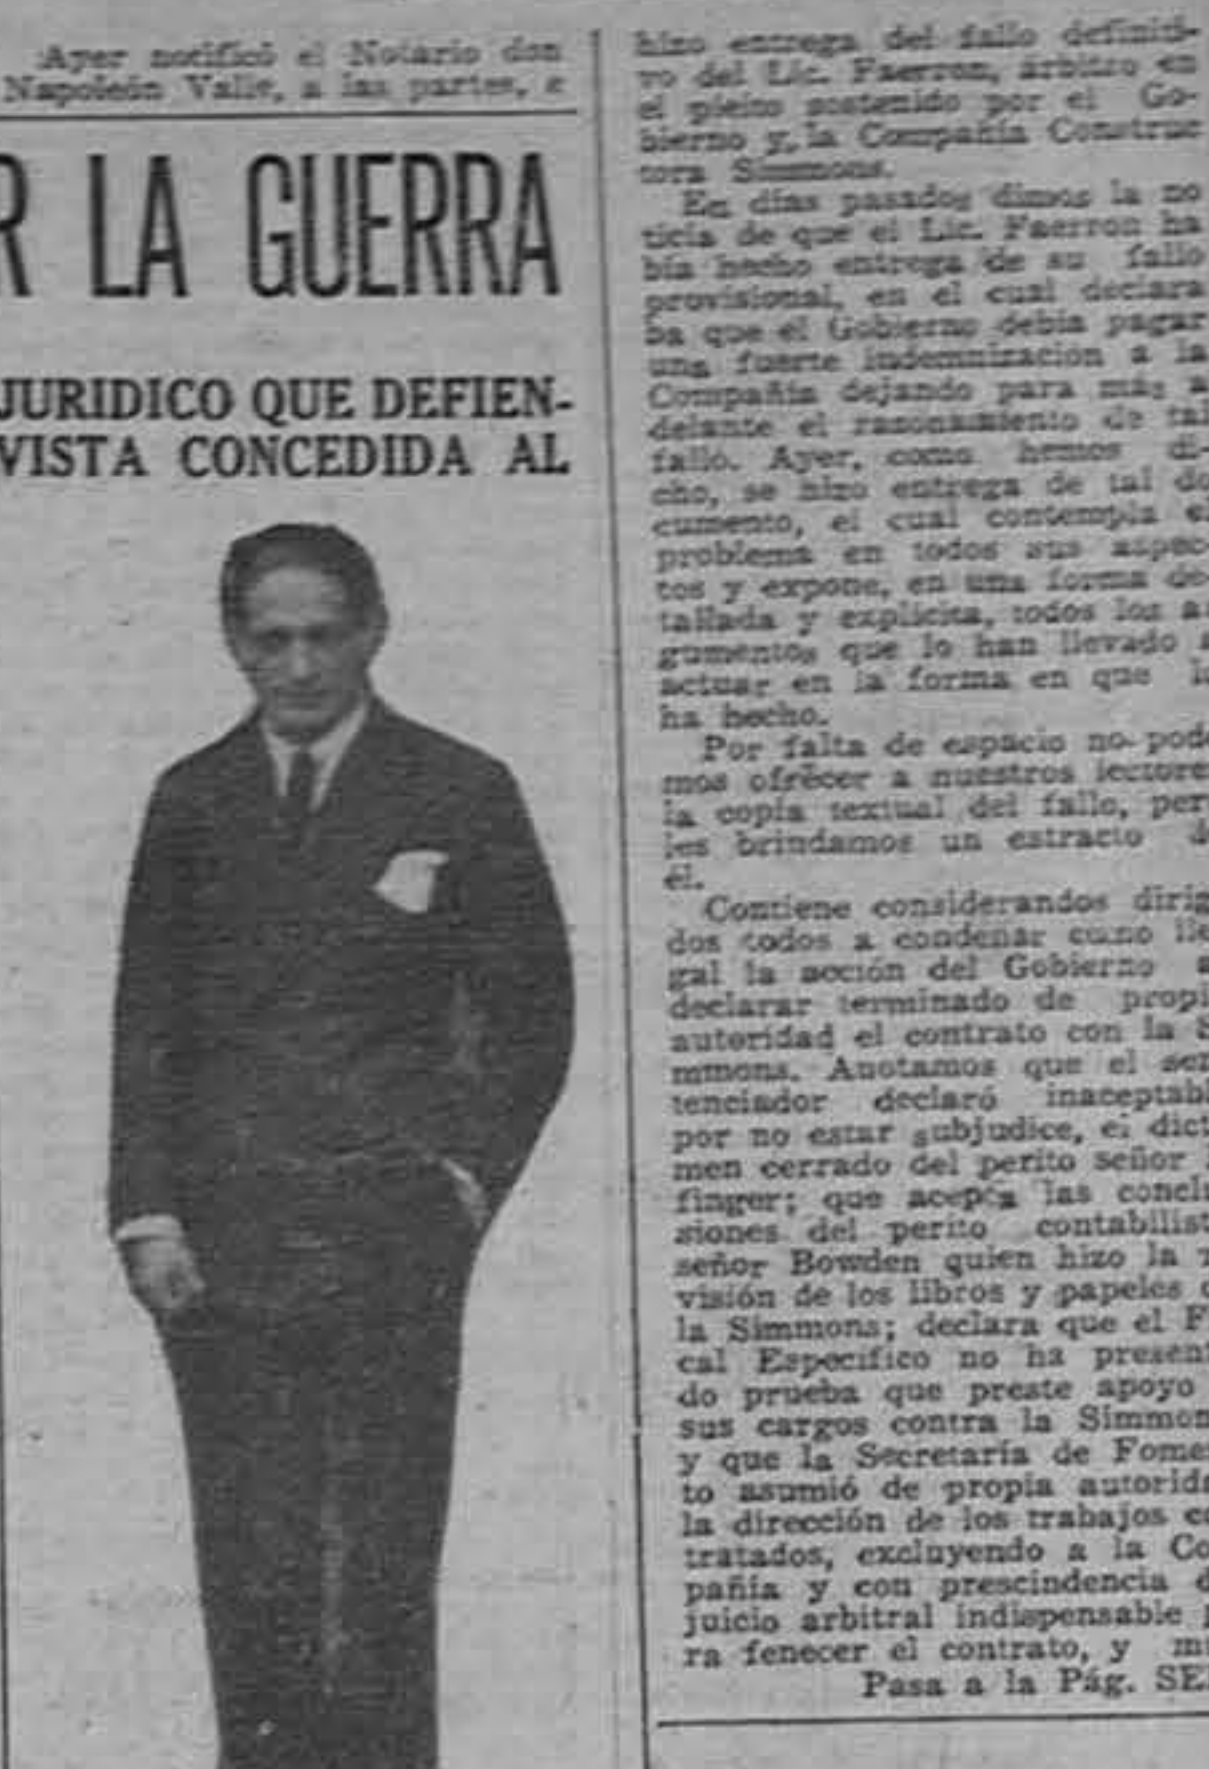 Ayer notificó el Notario don
Napoleón Valle, a las partes, e
R LA GUERRA
JURIDICO QUE DEFIEN-
VISTA CONCEDIDA AL
hizo entrega del fallo definiti-
vo del Lic. Faerron, árbitro en
el pleito sostenido por el Go-
bierno y la Compañía Construc
tora Simmons.
En días pasados dimos la no
ticia de que el Lic. Faerron ha
bía hecho entrega de su fallo
provisional, en el cual declara
ba que el Gobierno debía pagar
una fuerte indemnizacion a la
Compañía dejando para más a
delante el razonamiento de tal
fallo. Ayer, como hemos di-
cho, se hizo entrega de tal do
cumento, el cual contempla e
problema en todos sus aspec
tos y expone, en una forma de
tallada y explícita, todos los a
gumentos que lo han llevado a
actuar en la forma en que l
ha hecho.
Por falta de espacio no pode
mos ofrecer a nuestros lectore
la copia textual del fallo, per
les brindamos un estracto d
él.
Contiene considerandos dirig
dos todos a condenar como ile
gal la acción del Gobierno a
declarar terminado de propi
autoridad el contrato con la S
mmons. Anotamos que el sen
tenciador declaró inaceptabl
por no estar subjudice, el dict
men cerrado del perito señor
finger; que acepta las conclu
siones del perito contabilist
señor Bowden quien hizo la
visión de los libros y papeles
la Simmons; declara que el F
cal Específico no ha present
do prueba que preste apoyo
sus cargos contra la Simmon
y que la Secretaría de Fomen
to asumió de propia autorida
la dirección de los trabajos co
tratados, excluyendo a la Co
pañía y con prescindencia d
juicio arbitral indispensable p
ra fenecer el contrato, y m
Pasa a la Pág. SE